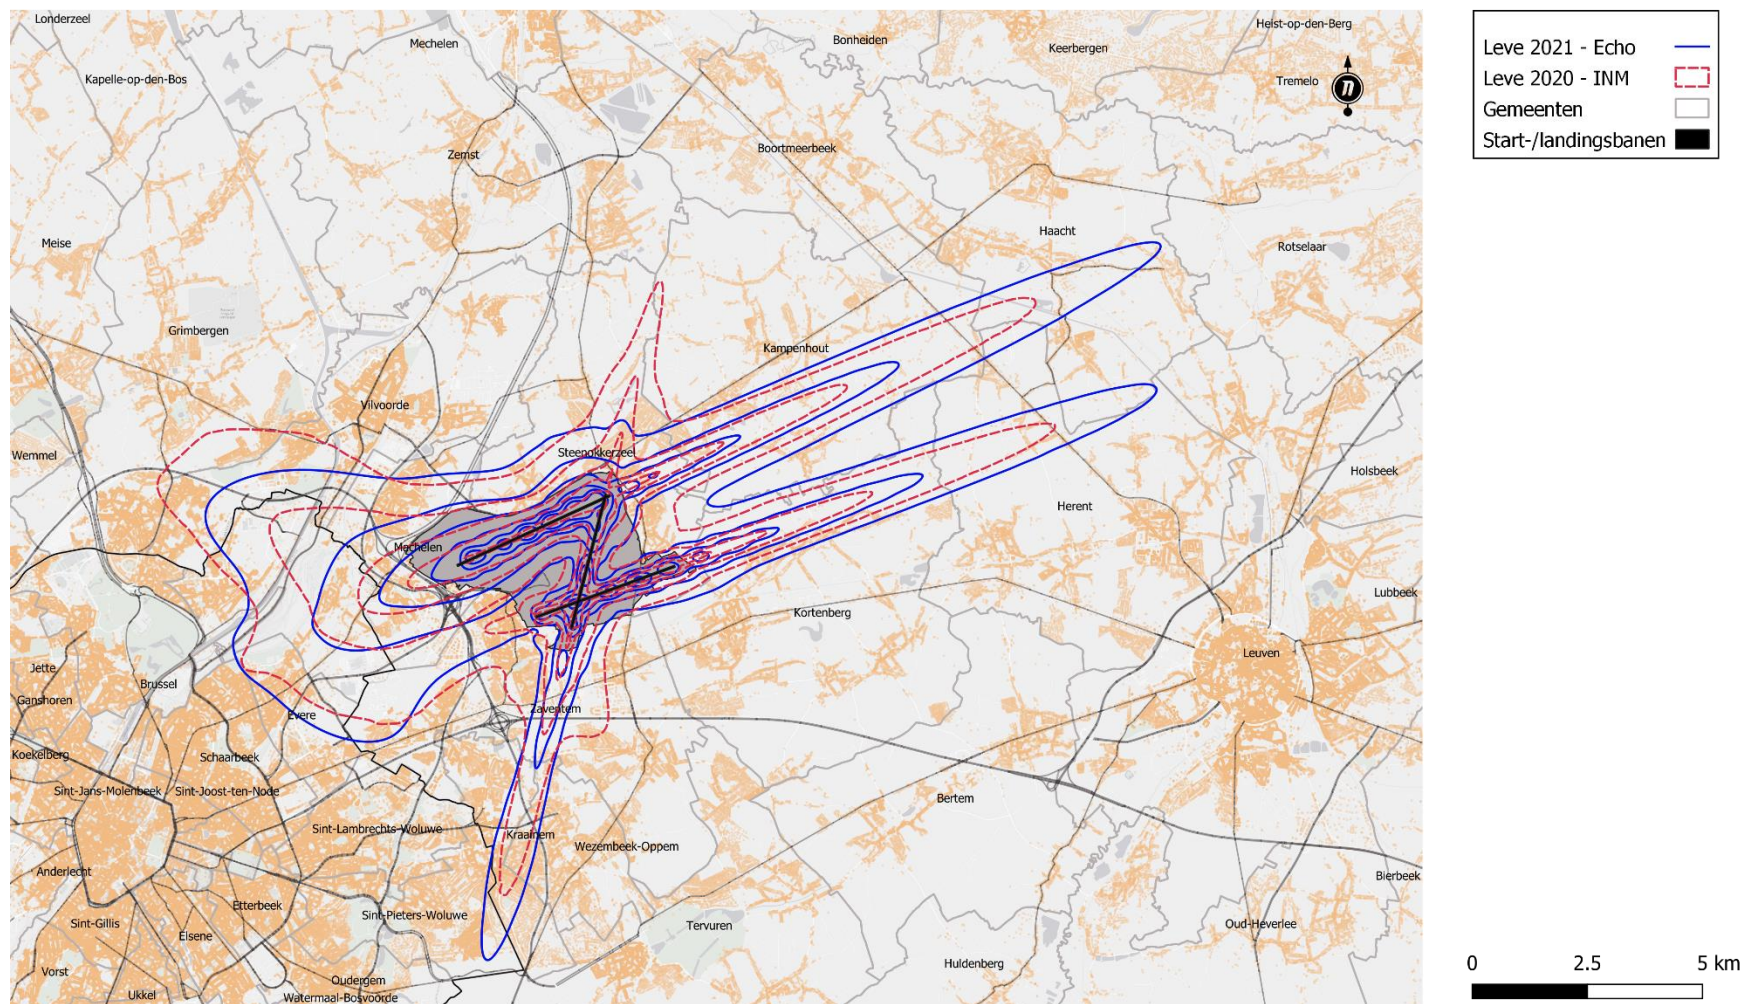 Londerzeel
Mechelen
Bonheiden
Keerbergen
Heist-op-den-Berg
Kapelle-op-den-Bos
Tremelo
n
Zemst
Boortmeerbeek
Meise
Haacht
Rotselaar
Grimbergen
Kampenhout
Vilvoorde
Wemmel
Steenokkerzeel
Holsbeek
Herent
Machelen
Lubbeek
Kortenberg
Leuven
Jette
Brussel
Ganshoren
Evere
Zaventem
Koekelberg
Schaarbeek
Sint-Jans-Molenbeek
Sint-Joost-ten-Node
Bertem
Sint-Lambrechts-Woluwe
Kraainem
Wezembeek-Oppem
Anderlecht
Bierbeek
Etterbeek
Sint-Pieters-Woluwe
Sint-Gillis
Elsene
Tervuren
Oud-Heverlee
Vorst
Oudergem
Huldenberg
Ukkel
Watermaal-Bosvoorde
Leve 2021 - Echo
Leve 2020 - INM
Gemeenten
Start-/landingsbanen
0 2.5 5 km